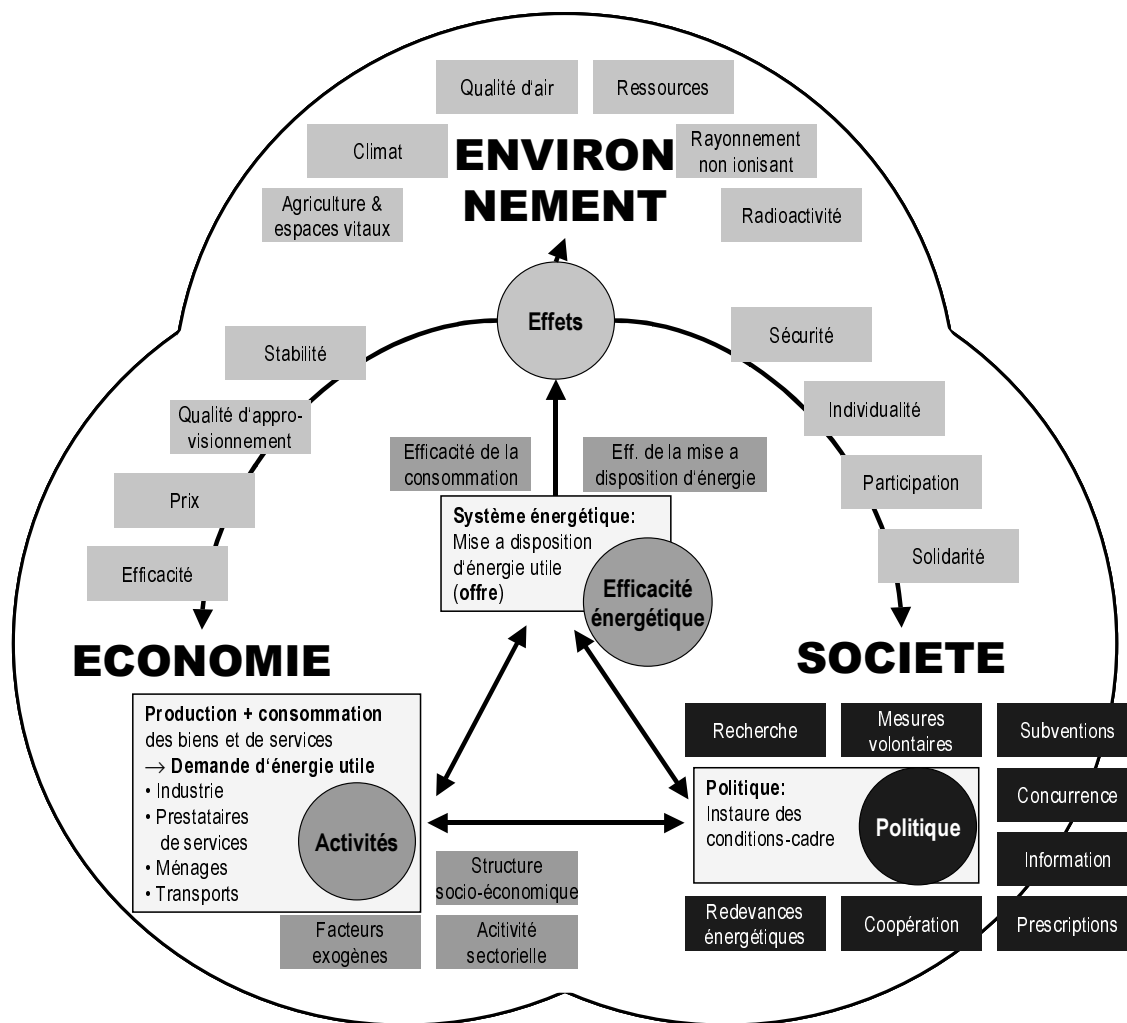 Qualité d'air
Ressources
Climat
ENVIRON
NEMENT
Rayonnement
non ionisant
Agriculture &
espaces vitaux
Radioactivité
Effets
Stabilité
Sécurité
Qualité d'appro-
visionnement
Individualité
Efficacité de la
consommation
Eff. de la mise a
disposition d'énergie
Prix
Participation
Efficacité
Solidarité
Système énergétique:
Mise a disposition
d'énergie utile
(offre)
Efficacité
énergétique
ECONOMIE
SOCIETE
Production + consommation
des biens et de services
→ Demande d'énergie utile
• Industrie
• Prestataires
de services
• Ménages
• Transports
Activités
Structure
socio-économique
Facteurs
exogènes
Acitivité
sectorielle
Recherche
Mesures
volontaires
Subventions
Politique:
Instaure des
conditions-cadre
Politique
Concurrence
Information
Redevances
énergétiques
Coopération
Prescriptions